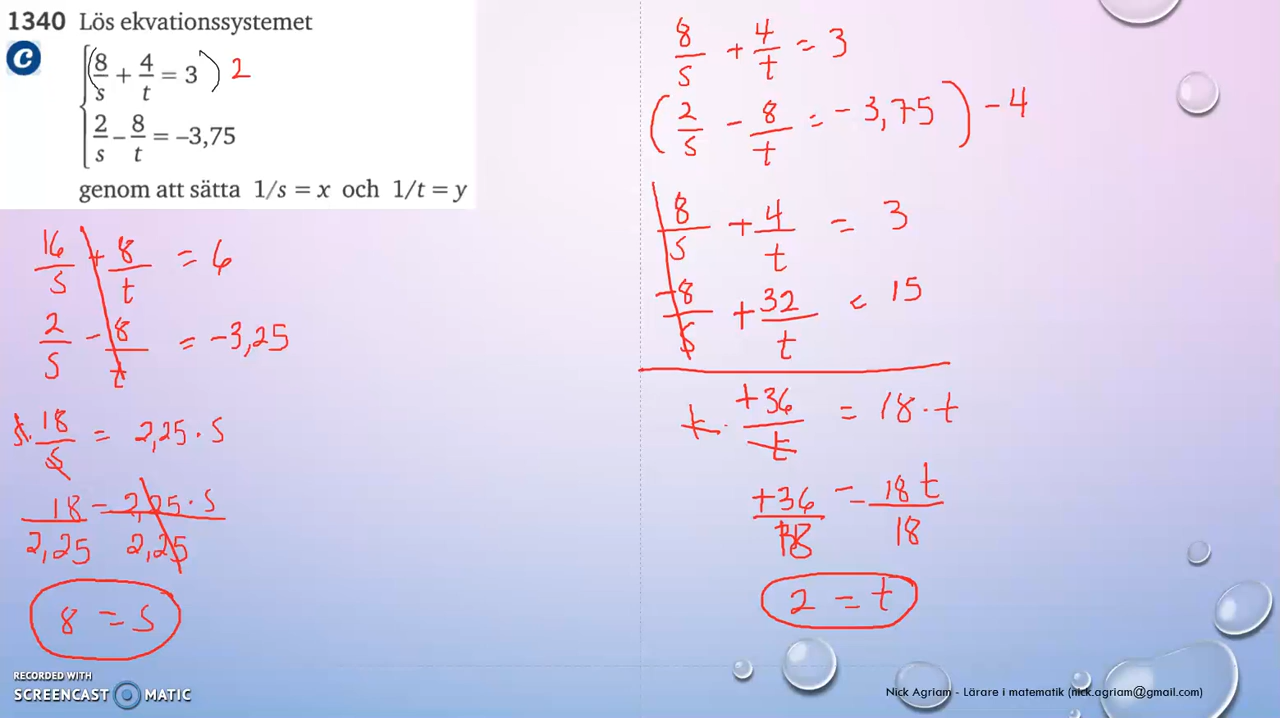 1340 Lös ekvationssystemet
C
8/s + 4/t = 3 ) 2
2/s − 8/t = −3,75
genom att sätta 1/s = x och 1/t = y
16/s + 8/t = 6
2/s − 8/t = −3,25
s · 18/s = 2,25 · s
18/2,25 = 2,25 · s/2,25
8 = s
8/s + 4/t = 3
( 2/s − 8/t = −3,75 ) −4
8/s + 4/t = 3
−8/s + 32/t = 15
t · +36/t = 18 · t
+36/18 = 18t/18
2 = t
RECORDED WITH
SCREENCAST MATIC
Nick Agriam - Lärare i matematik (nick.agriam@gmail.com)